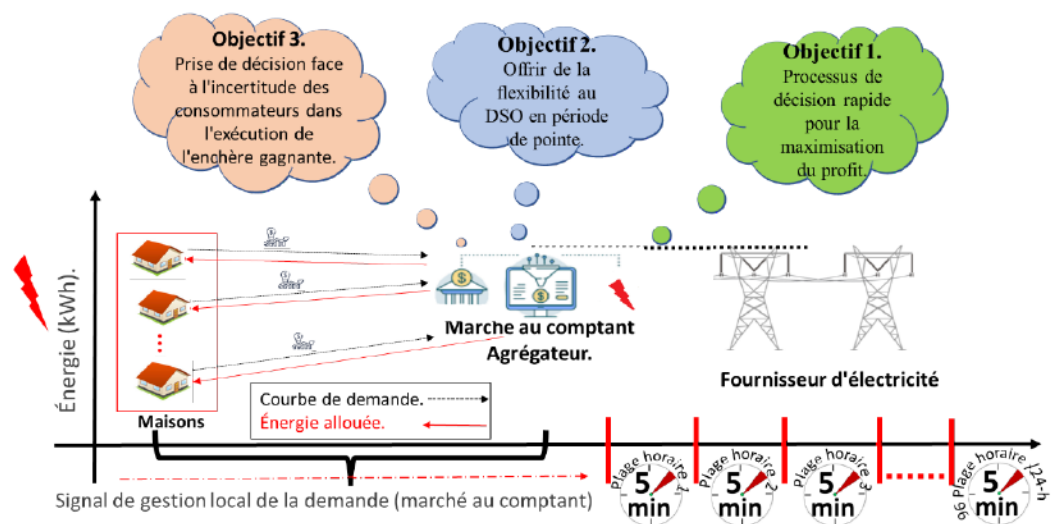 Objectif 3.
Prise de décision face
à l'incertitude des
consommateurs dans
l'exécution de
l'enchère gagnante.
Objectif 2.
Offrir de la
flexibilité au
DSO en période
de pointe.
Objectif 1.
Processus de
décision rapide
pour la
maximisation
du profit.
Énergie (kWh).
Maisons
Marche au comptant
Agrégateur.
Fournisseur d'électricité
Courbe de demande.
Énergie allouée.
Signal de gestion local de la demande (marché au comptant)
Plage horaire 1
5
min
Plage horaire 2
5
min
Plage horaire 3
5
min
96 Plage horaire /24-h
5
min